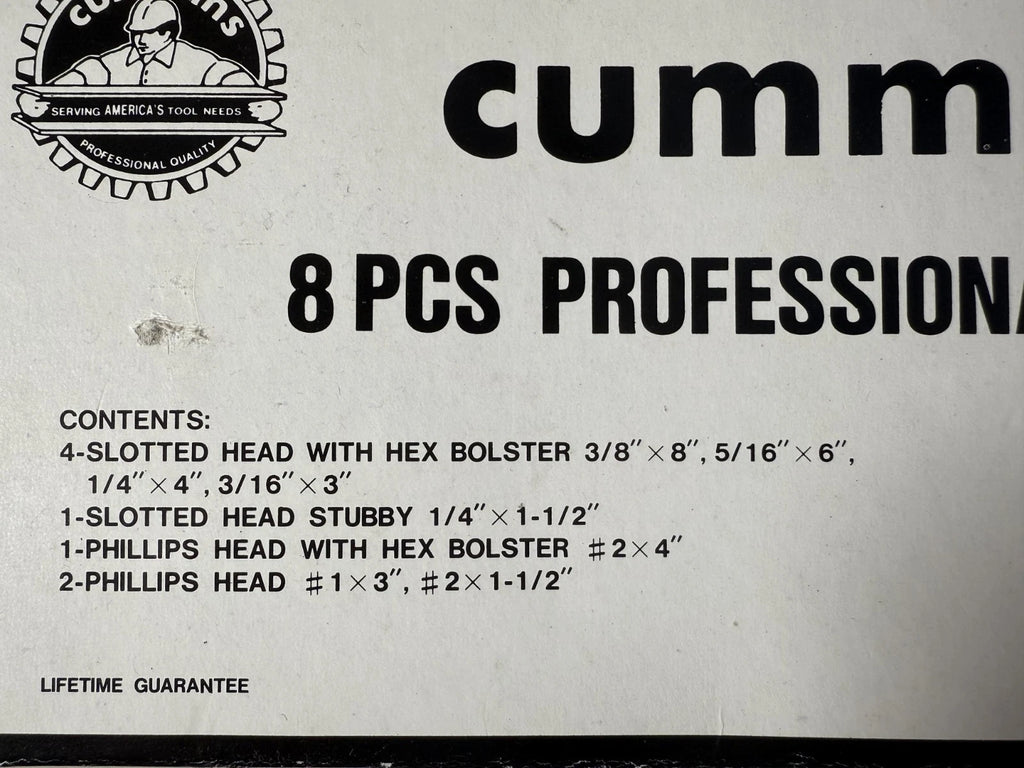 SERVING AMERICA'S TOOL NEEDS
PROFESSIONAL QUALITY
cumm
8 PCS PROFESSIONA
CONTENTS:
4-SLOTTED HEAD WITH HEX BOLSTER 3/8″×8″, 5/16″×6″,
1/4″×4″, 3/16″×3″
1-SLOTTED HEAD STUBBY 1/4″×1-1/2″
1-PHILLIPS HEAD WITH HEX BOLSTER #2×4″
2-PHILLIPS HEAD #1×3″, #2×1-1/2″
LIFETIME GUARANTEE